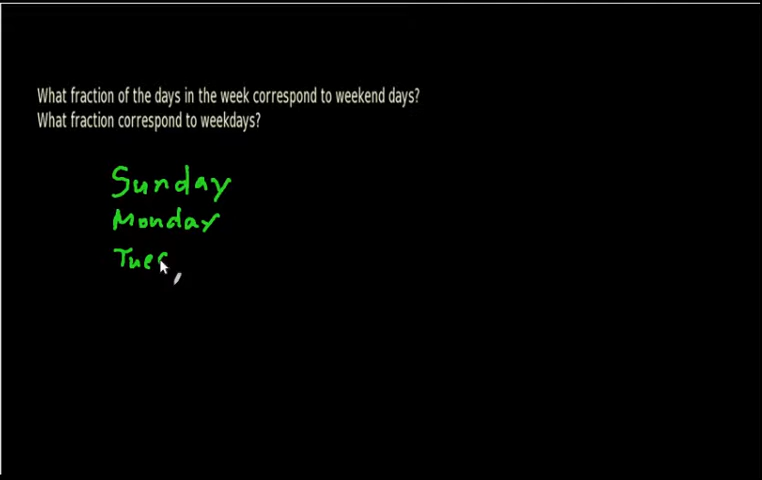 What fraction of the days in the week correspond to weekend days?
What fraction correspond to weekdays?
Sunday
Monday
Tues